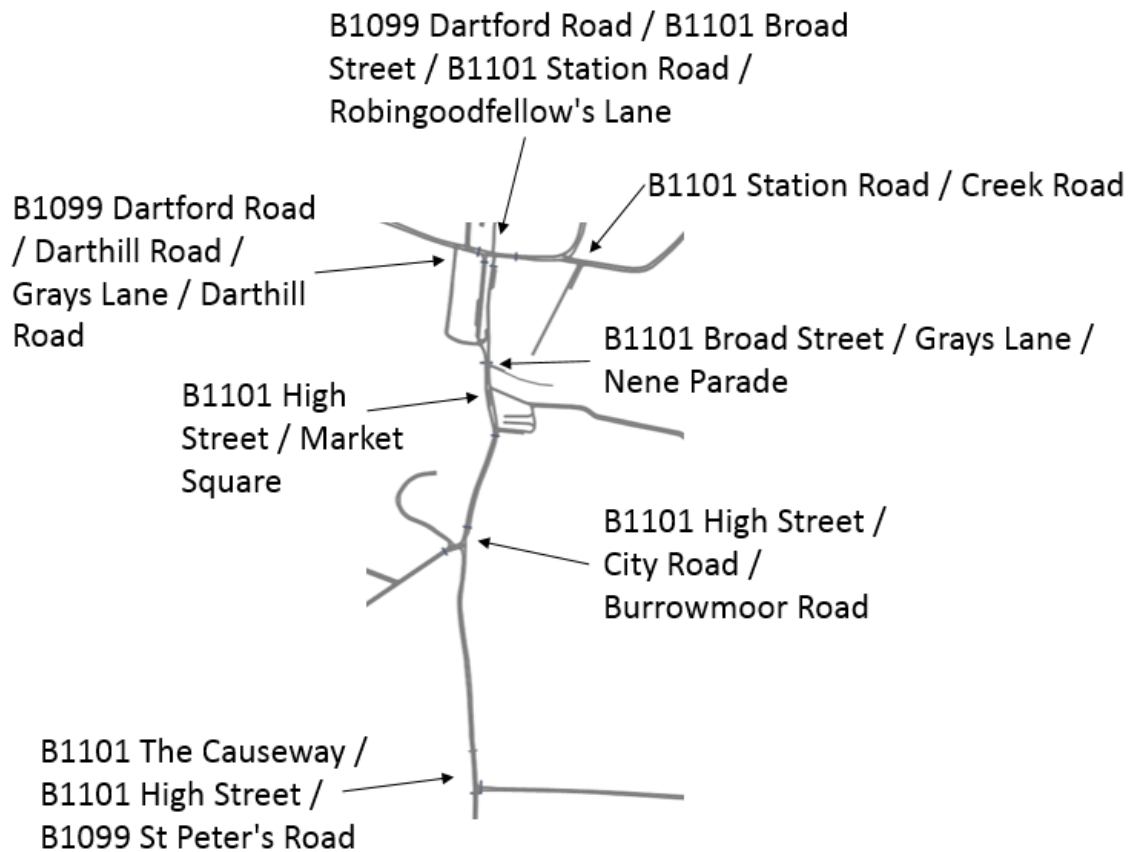 B1099 Dartford Road / B1101 Broad
Street / B1101 Station Road /
Robingoodfellow's Lane
B1101 Station Road / Creek Road
B1099 Dartford Road
/ Darthill Road /
Grays Lane / Darthill
Road
B1101 Broad Street / Grays Lane /
Nene Parade
B1101 High
Street / Market
Square
B1101 High Street /
City Road /
Burrowmoor Road
B1101 The Causeway /
B1101 High Street /
B1099 St Peter's Road